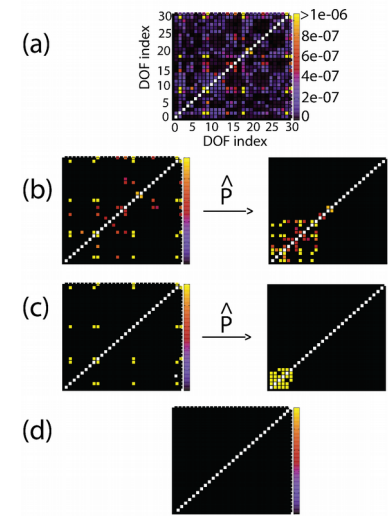 (a)
DOF index
30
25
20
15
10
5
0
0 5 10 15 20 25 30
DOF index
>1e-06
8e-07
6e-07
4e-07
2e-07
0
(b)
^
P
(c)
^
P
(d)